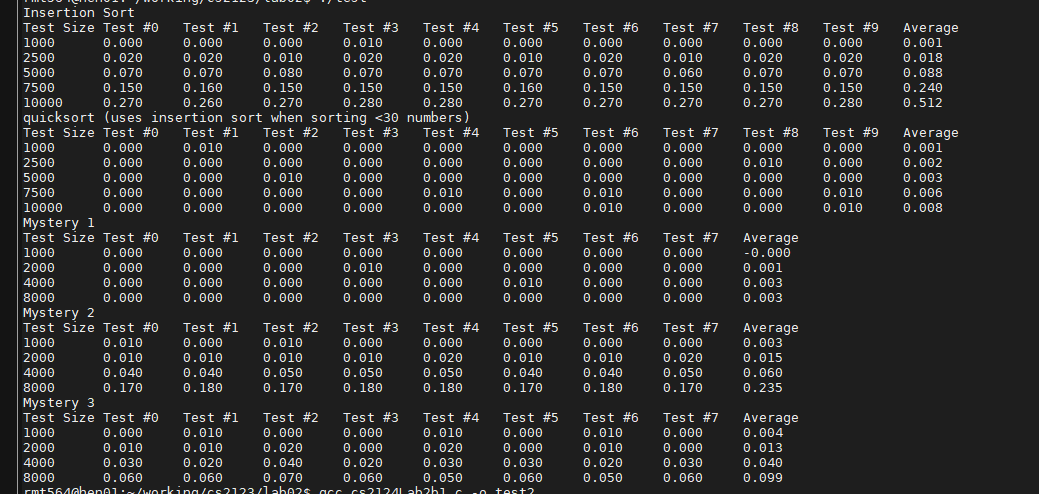 rmt564@hen01:~/working/cs2123/lab02$ ./test
Insertion Sort
Test Size Test #0 Test #1 Test #2 Test #3 Test #4 Test #5 Test #6 Test #7 Test #8 Test #9 Average
1000 0.000 0.000 0.000 0.010 0.000 0.000 0.000 0.000 0.000 0.000 0.001
2500 0.020 0.020 0.010 0.020 0.020 0.010 0.020 0.010 0.020 0.020 0.018
5000 0.070 0.070 0.080 0.070 0.070 0.070 0.070 0.060 0.070 0.070 0.088
7500 0.150 0.160 0.150 0.150 0.150 0.160 0.150 0.150 0.150 0.150 0.240
10000 0.270 0.260 0.270 0.280 0.280 0.270 0.270 0.270 0.270 0.280 0.512
quicksort (uses insertion sort when sorting <30 numbers)
Test Size Test #0 Test #1 Test #2 Test #3 Test #4 Test #5 Test #6 Test #7 Test #8 Test #9 Average
1000 0.000 0.010 0.000 0.000 0.000 0.000 0.000 0.000 0.000 0.000 0.001
2500 0.000 0.000 0.000 0.000 0.000 0.000 0.000 0.000 0.010 0.000 0.002
5000 0.000 0.000 0.010 0.000 0.000 0.000 0.000 0.000 0.000 0.000 0.003
7500 0.000 0.000 0.000 0.000 0.010 0.000 0.010 0.000 0.000 0.010 0.006
10000 0.000 0.000 0.000 0.000 0.000 0.000 0.010 0.000 0.000 0.010 0.008
Mystery 1
Test Size Test #0 Test #1 Test #2 Test #3 Test #4 Test #5 Test #6 Test #7 Average
1000 0.000 0.000 0.000 0.000 0.000 0.000 0.000 0.000 -0.000
2000 0.000 0.000 0.000 0.010 0.000 0.000 0.000 0.000 0.001
4000 0.000 0.000 0.000 0.000 0.000 0.010 0.000 0.000 0.003
8000 0.000 0.000 0.000 0.000 0.000 0.000 0.000 0.000 0.003
Mystery 2
Test Size Test #0 Test #1 Test #2 Test #3 Test #4 Test #5 Test #6 Test #7 Average
1000 0.010 0.000 0.010 0.000 0.000 0.000 0.000 0.000 0.003
2000 0.010 0.010 0.010 0.010 0.020 0.010 0.010 0.020 0.015
4000 0.040 0.040 0.050 0.050 0.050 0.040 0.040 0.050 0.060
8000 0.170 0.180 0.170 0.180 0.180 0.170 0.180 0.170 0.235
Mystery 3
Test Size Test #0 Test #1 Test #2 Test #3 Test #4 Test #5 Test #6 Test #7 Average
1000 0.000 0.010 0.000 0.000 0.010 0.000 0.010 0.000 0.004
2000 0.010 0.010 0.020 0.000 0.020 0.010 0.010 0.000 0.013
4000 0.030 0.020 0.040 0.020 0.030 0.030 0.020 0.030 0.040
8000 0.060 0.060 0.070 0.060 0.050 0.060 0.050 0.060 0.099
rmt564@hen01:~/working/cs2123/lab02$ gcc cs2124Lab2b1.c -o test2